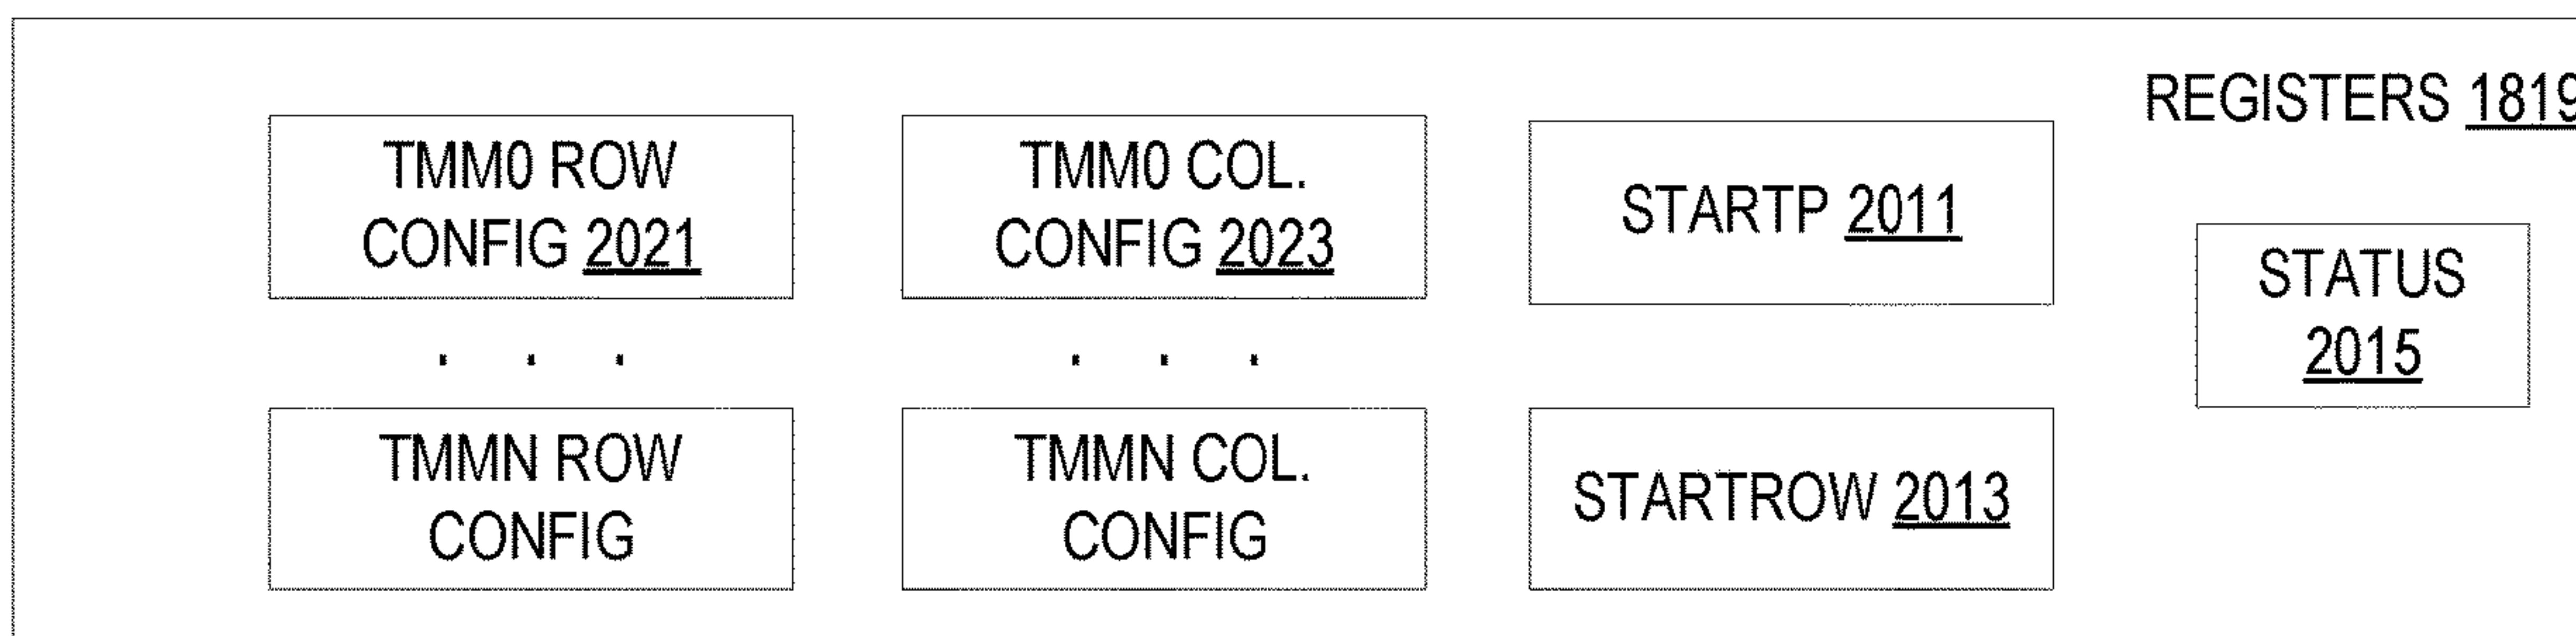 REGISTERS 1819
TMM0 ROW
CONFIG 2021
TMM0 COL.
CONFIG 2023
STARTP 2011
STATUS
2015
. . .
. . .
TMMN ROW
CONFIG
TMMN COL.
CONFIG
STARTROW 2013